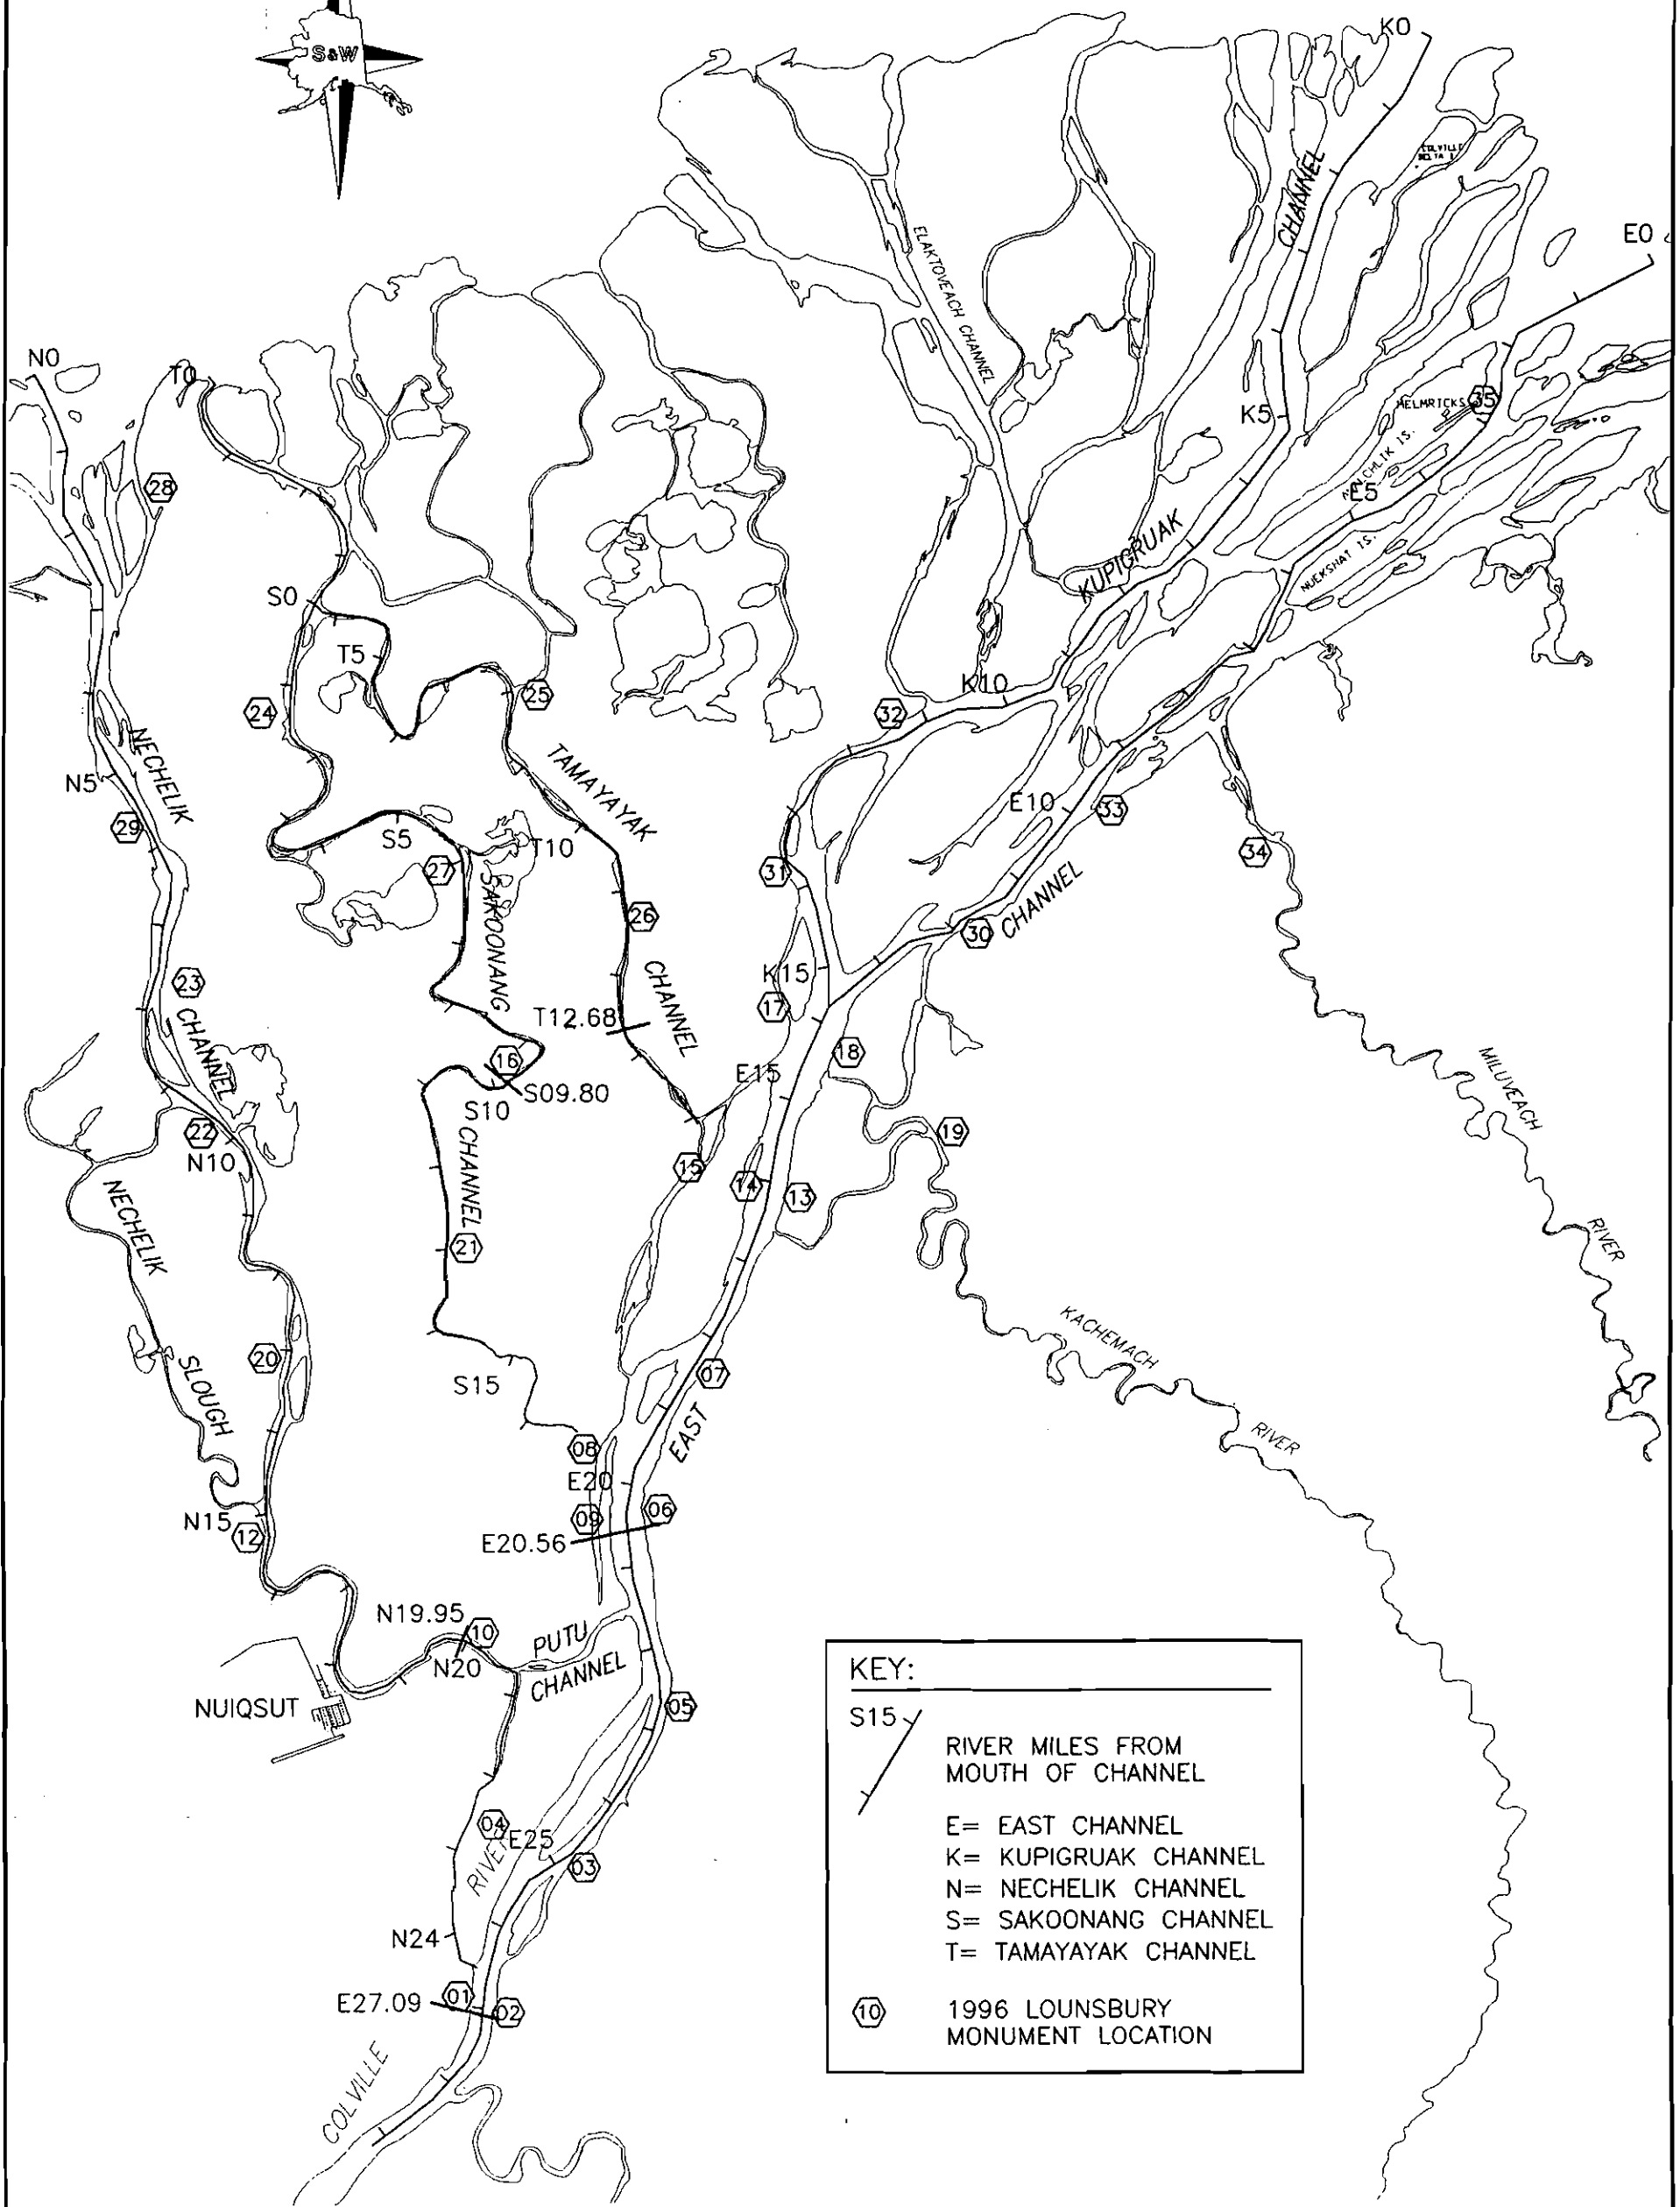 S&W
K0
COLVILLE
DELTA 1
E0
CHANNEL
ELAKTOVEACH CHANNEL
N0
T0
K5
HELMRICKS
35
28
E5
KUPIGRUAK
NUEKSHAT IS.
S0
T5
K10
25
24
32
NECHELIK
TAMAYAYAK
N5
29
E10
33
S5
T10
34
27
31
SAKOONANG
26
30
CHANNEL
CHANNEL
K15
23
17
CHANNEL
T12.68
16
18
MILUVEACH
E15
S09.80
S10
22
N10
CHANNEL
19
15
14
13
NECHELIK
21
RIVER
KACHEMACH
20
SLOUGH
07
S15
EAST
RIVER
08
E20
N15
12
09
06
E20.56
N19.95
10
PUTU
N20
CHANNEL
NUIQSUT
05
04
E25
RIVER
03
N24
01
E27.09
02
COLVILLE
KEY:
S15
RIVER MILES FROM
MOUTH OF CHANNEL
E= EAST CHANNEL
K= KUPIGRUAK CHANNEL
N= NECHELIK CHANNEL
S= SAKOONANG CHANNEL
T= TAMAYAYAK CHANNEL
10
1996 LOUNSBURY
MONUMENT LOCATION